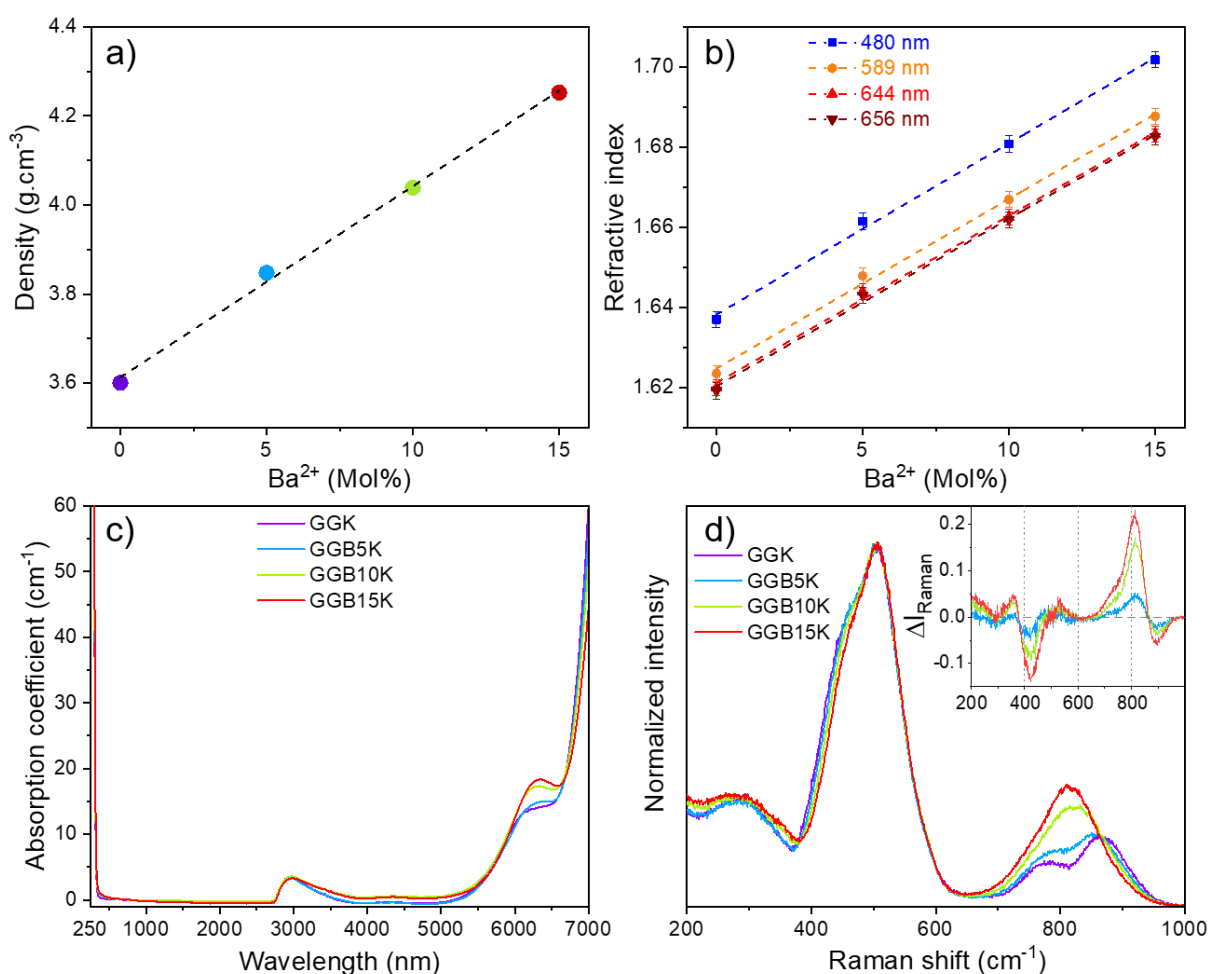 a)
4.4
4.2
4.0
3.8
3.6
Density (g.cm⁻³)
0 5 10 15
Ba²⁺ (Mol%)
b)
480 nm
589 nm
644 nm
656 nm
1.70
1.68
1.66
1.64
1.62
Refractive index
0 5 10 15
Ba²⁺ (Mol%)
c)
GGK
GGB5K
GGB10K
GGB15K
60
50
40
30
20
10
0
Absorption coefficient (cm⁻¹)
250 1000 2000 3000 4000 5000 6000 7000
Wavelength (nm)
d)
GGK
GGB5K
GGB10K
GGB15K
Normalized intensity
0.2
0.1
0.0
-0.1
ΔI_Raman
200 400 600 800
200 400 600 800 1000
Raman shift (cm⁻¹)